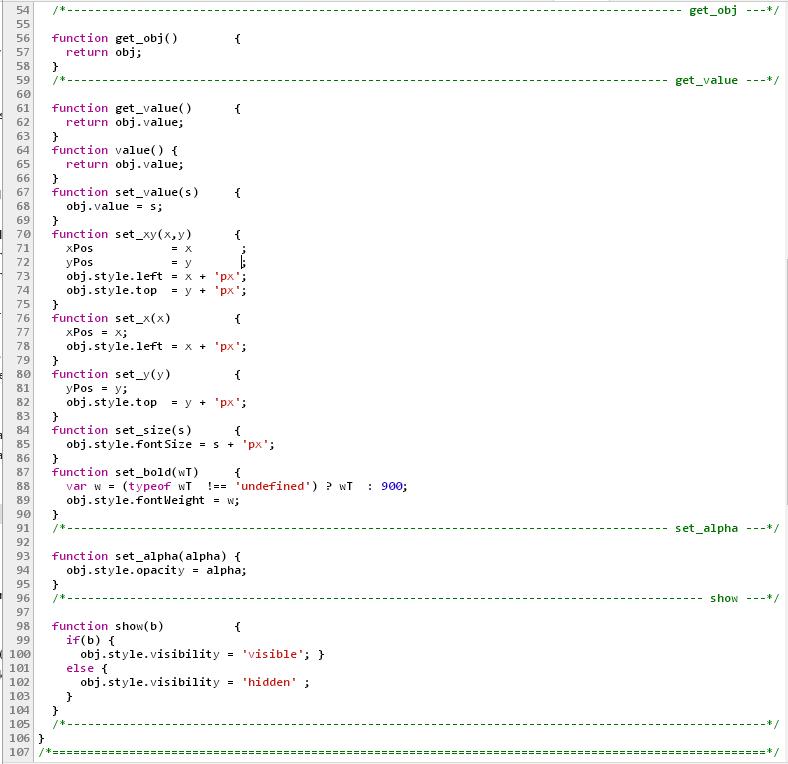 54 /*---------------------------------------------------------------------------------------- get_obj ---*/
55
56 function get_obj()        {
57   return obj;
58 }
59 /*-------------------------------------------------------------------------------------- get_value ---*/
60
61 function get_value()      {
62   return obj.value;
63 }
64 function value() {
65   return obj.value;
66 }
67 function set_value(s)     {
68   obj.value = s;
69 }
70 function set_xy(x,y)      {
71   xPos           = x       ;
72   yPos           = y       ;
73   obj.style.left = x + 'px';
74   obj.style.top  = y + 'px';
75 }
76 function set_x(x)         {
77   xPos = x;
78   obj.style.left = x + 'px';
79 }
80 function set_y(y)         {
81   yPos = y;
82   obj.style.top  = y + 'px';
83 }
84 function set_size(s)      {
85   obj.style.fontSize = s + 'px';
86 }
87 function set_bold(wT)     {
88   var w = (typeof wT  !== 'undefined') ? wT  : 900;
89   obj.style.fontWeight = w;
90 }
91 /*-------------------------------------------------------------------------------------- set_alpha ---*/
92
93 function set_alpha(alpha) {
94   obj.style.opacity = alpha;
95 }
96 /*------------------------------------------------------------------------------------------- show ---*/
97
98 function show(b)          {
99   if(b) {
100     obj.style.visibility = 'visible'; }
101   else {
102     obj.style.visibility = 'hidden' ;
103   }
104 }
105 /*----------------------------------------------------------------------------------------------------*/
106 }
107 /*======================================================================================================*/